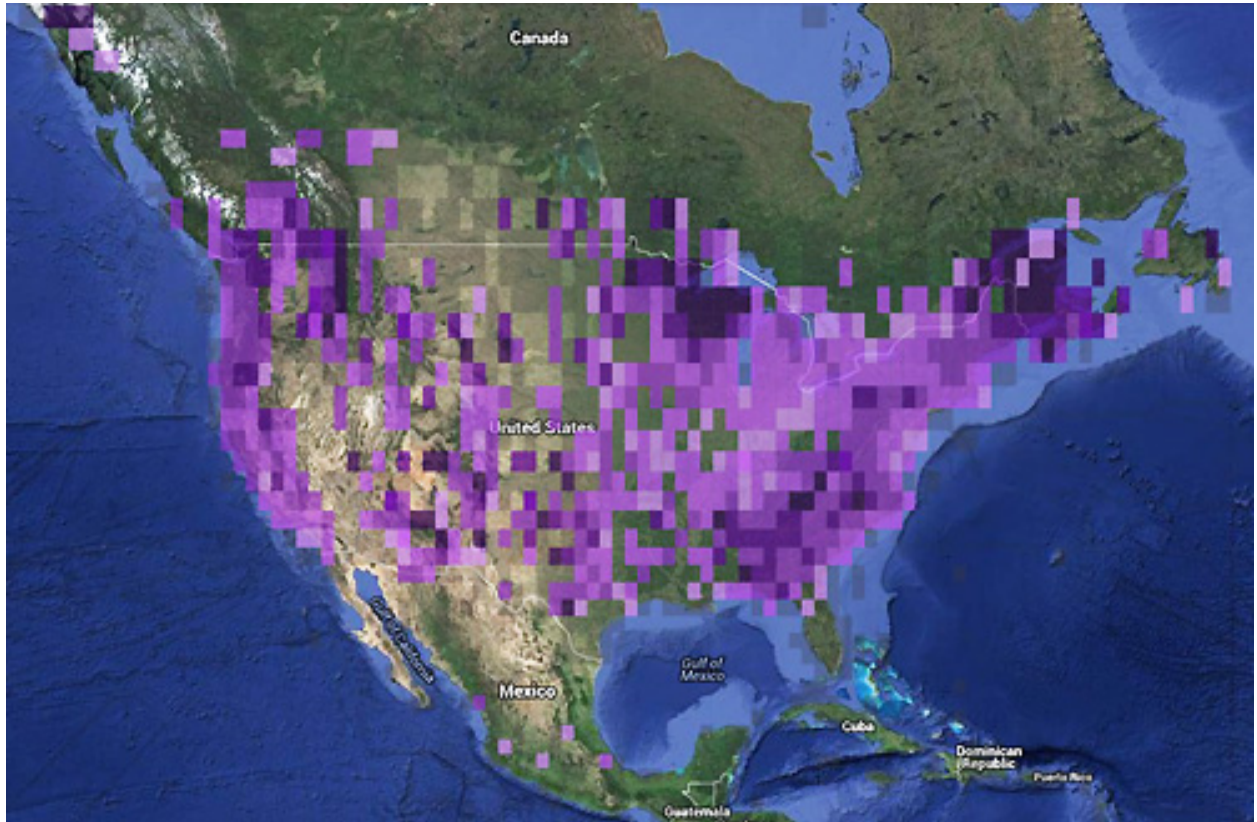 Canada
United States
Gulf of
California
Gulf of
Mexico
Mexico
Cuba
Dominican
Republic
Puerto Rico
Guatemala